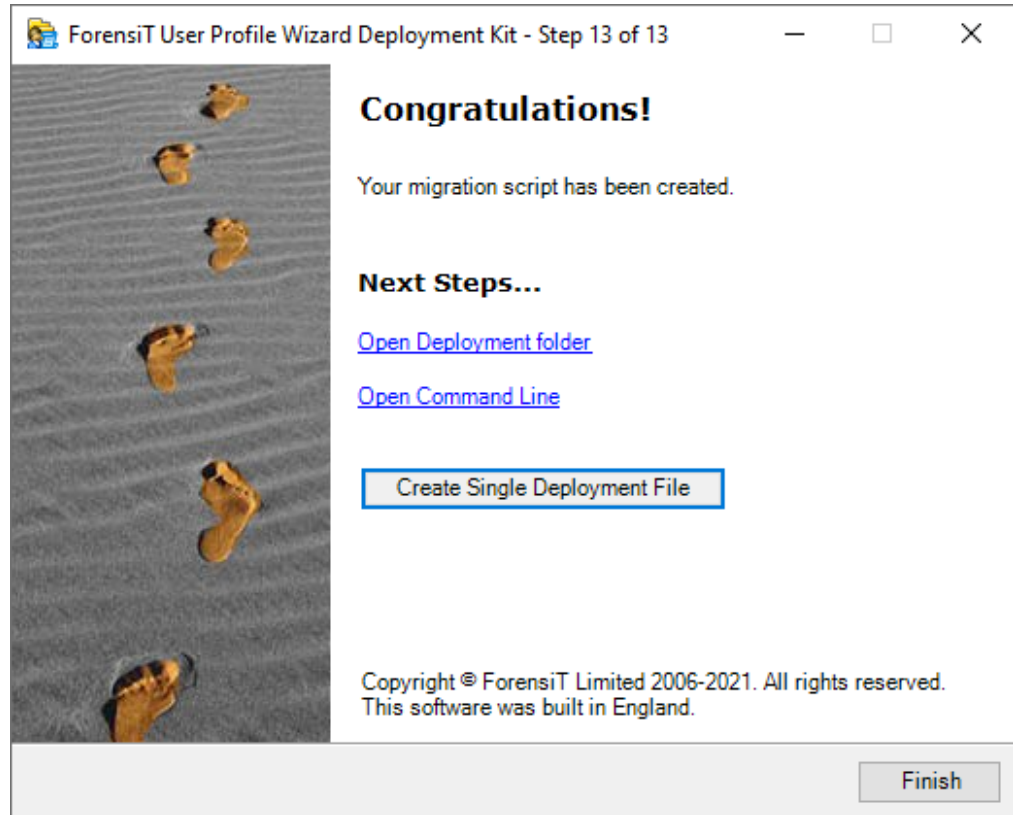 ForensiT User Profile Wizard Deployment Kit - Step 13 of 13
Congratulations!
Your migration script has been created.
Next Steps...
Open Deployment folder
Open Command Line
Create Single Deployment File
Copyright © ForensiT Limited 2006-2021. All rights reserved.
This software was built in England.
Finish